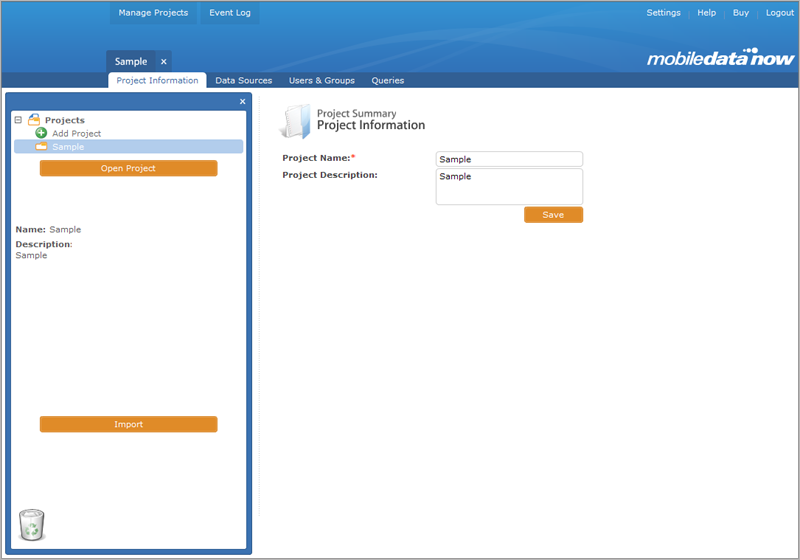 Manage Projects Event Log Settings Help Buy Logout
Sample x
mobiledatanow
Project Information Data Sources Users & Groups Queries
x
Projects
Add Project
Sample
Open Project
Name: Sample
Description:
Sample
Import
Project Summary
Project Information
Project Name:* Sample
Project Description: Sample
Save